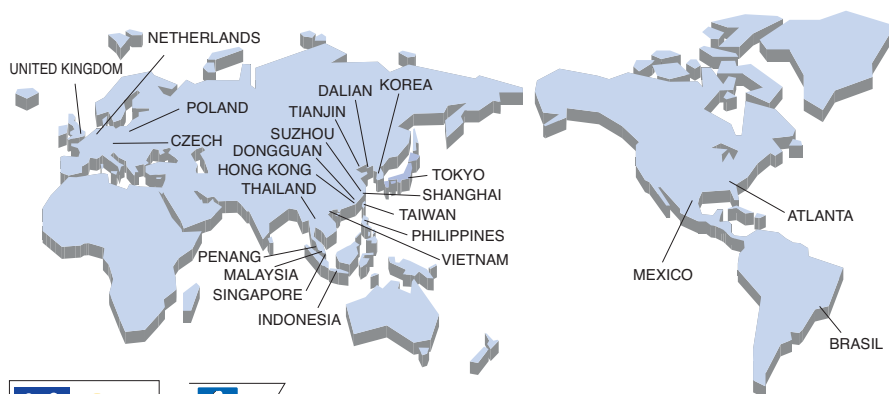 NETHERLANDS
UNITED KINGDOM
POLAND
CZECH
DALIAN
KOREA
TIANJIN
SUZHOU
DONGGUAN
HONG KONG
THAILAND
TOKYO
SHANGHAI
TAIWAN
PHILIPPINES
VIETNAM
PENANG
MALAYSIA
SINGAPORE
INDONESIA
ATLANTA
MEXICO
BRASIL